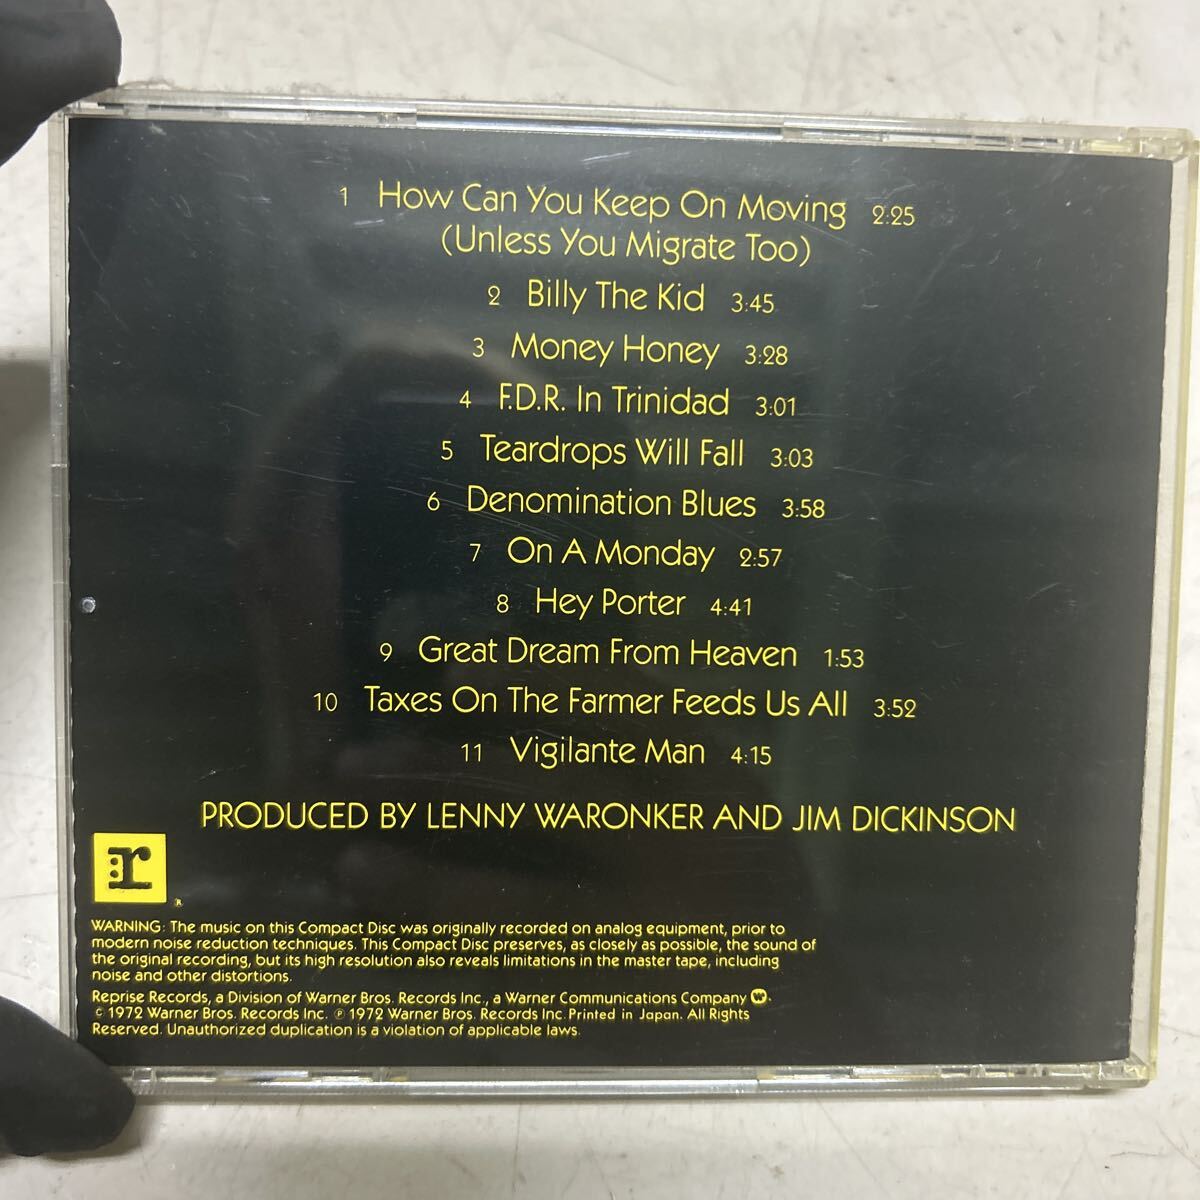 1 How Can You Keep On Moving 2:25
(Unless You Migrate Too)
2 Billy The Kid 3:45
3 Money Honey 3:28
4 F.D.R. In Trinidad 3:01
5 Teardrops Will Fall 3:03
6 Denomination Blues 3:58
7 On A Monday 2:57
8 Hey Porter 4:41
9 Great Dream From Heaven 1:53
10 Taxes On The Farmer Feeds Us All 3:52
11 Vigilante Man 4:15
PRODUCED BY LENNY WARONKER AND JIM DICKINSON
:r
®
WARNING: The music on this Compact Disc was originally recorded on analog equipment, prior to
modern noise reduction techniques. This Compact Disc preserves, as closely as possible, the sound of
the original recording, but its high resolution also reveals limitations in the master tape, including
noise and other distortions.
Reprise Records, a Division of Warner Bros. Records Inc., a Warner Communications Company W.
© 1972 Warner Bros. Records Inc. ℗ 1972 Warner Bros. Records Inc. Printed in Japan. All Rights
Reserved. Unauthorized duplication is a violation of applicable laws.